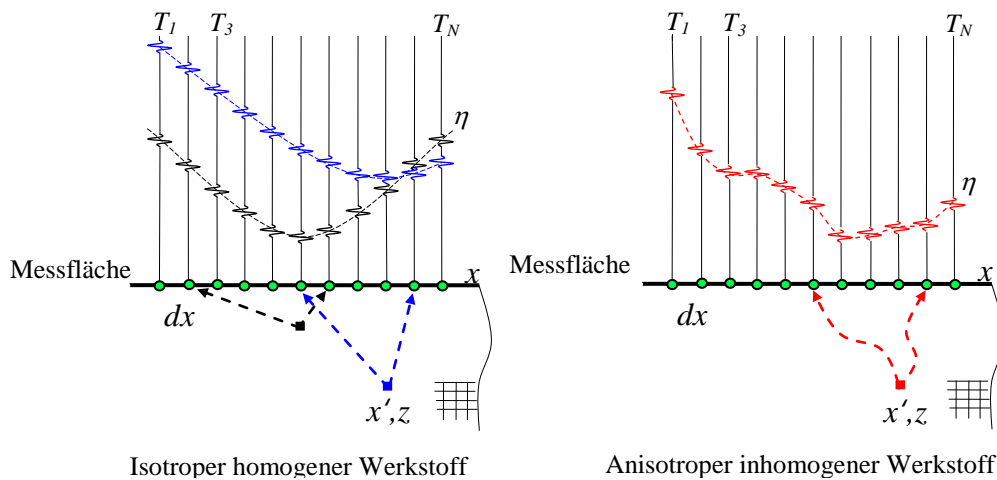 T1 T3 TN
η
Messfläche
x
dx
x', z
Isotroper homogener Werkstoff
T1 T3 TN
η
Messfläche
x
dx
x', z
Anisotroper inhomogener Werkstoff